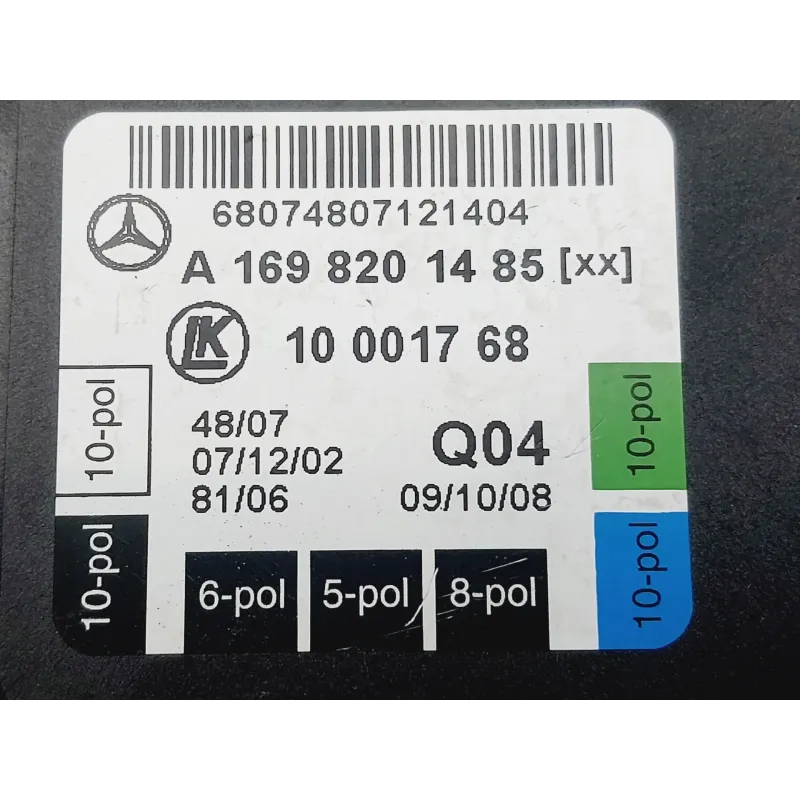 68074807121404
A 169 820 14 85 [xx]
LK
10 0017 68
10-pol
48/07
07/12/02
81/06
Q04
09/10/08
10-pol
10-pol
6-pol
5-pol
8-pol
10-pol